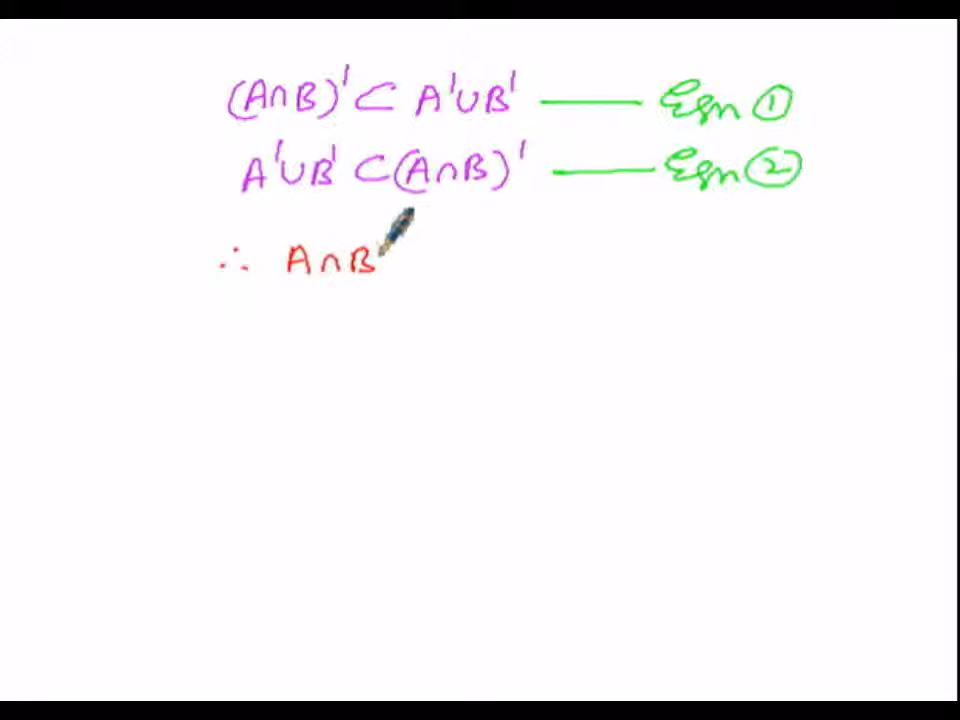 (A∩B)' ⊂ A'∪B' —— Eqn ①
A'∪B' ⊂ (A∩B)' —— Eqn ②
∴ A∩B